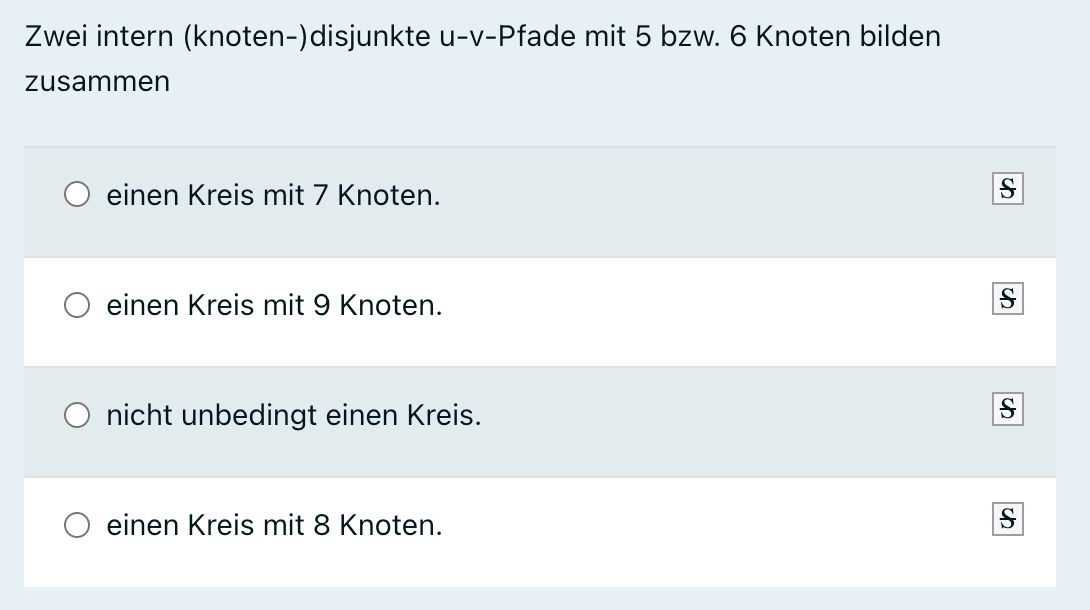 Zwei intern (knoten-)disjunkte u-v-Pfade mit 5 bzw. 6 Knoten bilden
zusammen
einen Kreis mit 7 Knoten.
S
einen Kreis mit 9 Knoten.
S
nicht unbedingt einen Kreis.
S
einen Kreis mit 8 Knoten.
S